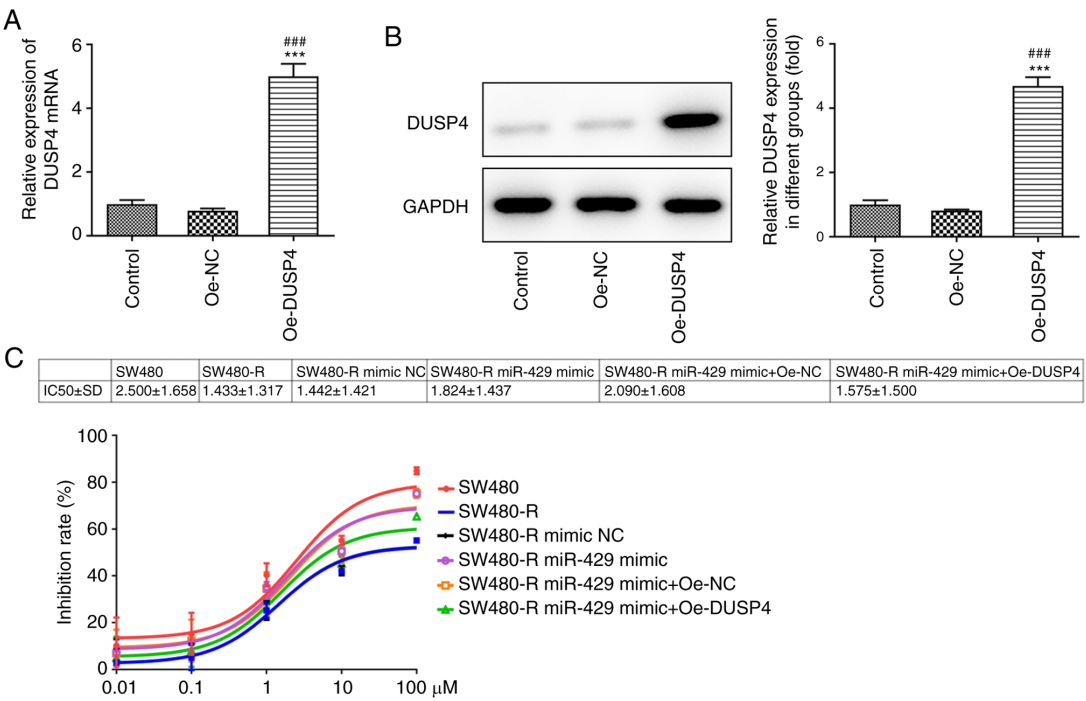 A
Relative expression of
DUSP4 mRNA
6
4
2
0
###
***
Control
Oe-NC
Oe-DUSP4
B
DUSP4
GAPDH
Control
Oe-NC
Oe-DUSP4
Relative DUSP4 expression
in different groups (fold)
6
4
2
0
###
***
Control
Oe-NC
Oe-DUSP4
C
SW480 SW480-R SW480-R mimic NC SW480-R miR-429 mimic SW480-R miR-429 mimic+Oe-NC SW480-R miR-429 mimic+Oe-DUSP4
IC50±SD 2.500±1.658 1.433±1.317 1.442±1.421 1.824±1.437 2.090±1.608 1.575±1.500
Inhibition rate (%)
100
80
60
40
20
0
0.01 0.1 1 10 100 μM
SW480
SW480-R
SW480-R mimic NC
SW480-R miR-429 mimic
SW480-R miR-429 mimic+Oe-NC
SW480-R miR-429 mimic+Oe-DUSP4